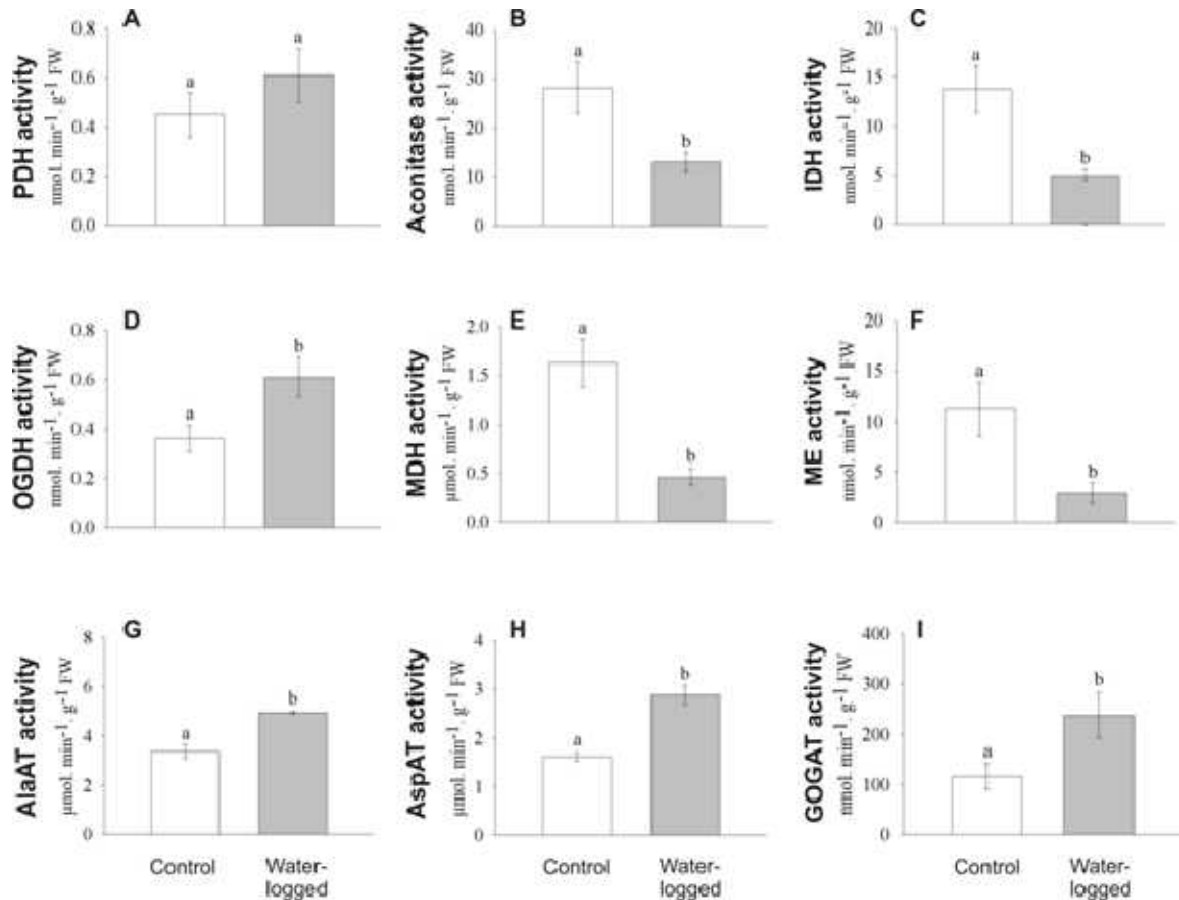 A
PDH activity
nmol. min⁻¹. g⁻¹ FW
0.8
0.6
0.4
0.2
0.0
a
a
B
Aconitase activity
nmol. min⁻¹. g⁻¹ FW
40
30
20
10
0
a
b
C
IDH activity
nmol. min⁻¹. g⁻¹ FW
20
15
10
5
0
a
b
D
OGDH activity
nmol. min⁻¹. g⁻¹ FW
0.8
0.6
0.4
0.2
0.0
a
b
E
MDH activity
µmol. min⁻¹. g⁻¹ FW
2.0
1.5
1.0
0.5
0.0
a
b
F
ME activity
nmol. min⁻¹. g⁻¹ FW
20
15
10
5
0
a
b
G
AlaAT activity
µmol. min⁻¹. g⁻¹ FW
8
6
4
2
0
a
b
Control
Water-
logged
H
AspAT activity
µmol. min⁻¹. g⁻¹ FW
4
3
2
1
0
a
b
Control
Water-
logged
I
GOGAT activity
nmol. min⁻¹. g⁻¹ FW
400
300
200
100
0
a
b
Control
Water-
logged